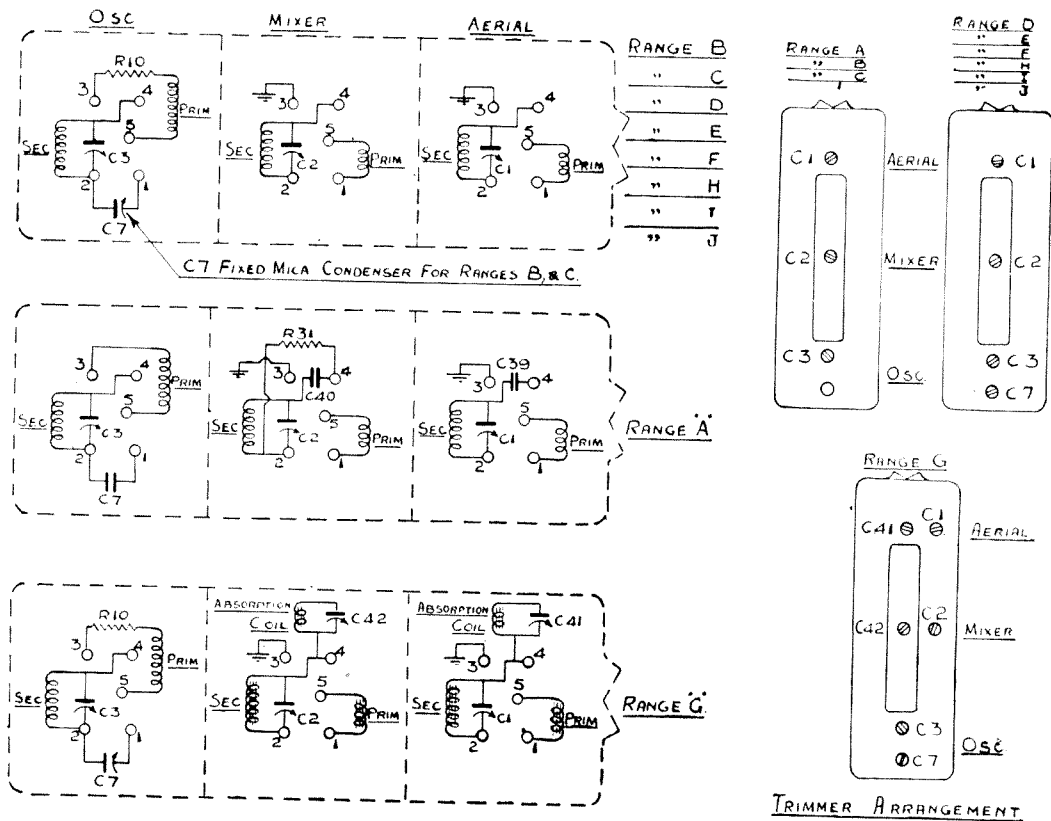 OSC
MIXER
AERIAL
R10
3
4
5
PRIM
SEC
C3
2
1
C7
3
4
5
SEC
C2
PRIM
2
1
3
4
5
SEC
C1
PRIM
2
1
C7 FIXED MICA CONDENSER FOR RANGES B, & C.
RANGE B
" C
" D
" E
" F
" H
" I
" J
3
4
PRIM
5
SEC
C3
2
1
C7
R31
3
4
C40
5
SEC
C2
PRIM
2
1
C39
3
4
5
SEC
C1
PRIM
2
1
RANGE "A"
R10
3
4
PRIM
5
SEC
C3
2
1
C7
ABSORPTION
COIL
C42
3
4
5
SEC
C2
PRIM
2
1
ABSORPTION
COIL
C41
3
4
5
SEC
C1
PRIM
2
1
RANGE "G".
RANGE A
" B
" C
C1
AERIAL
C2
MIXER
C3
OSC
RANGE D
" E
" F
" H
" I
" J
C1
C2
C3
C7
RANGE G
C41
C1
AERIAL
C42
C2
MIXER
C3
OSC
C7
TRIMMER ARRANGEMENT